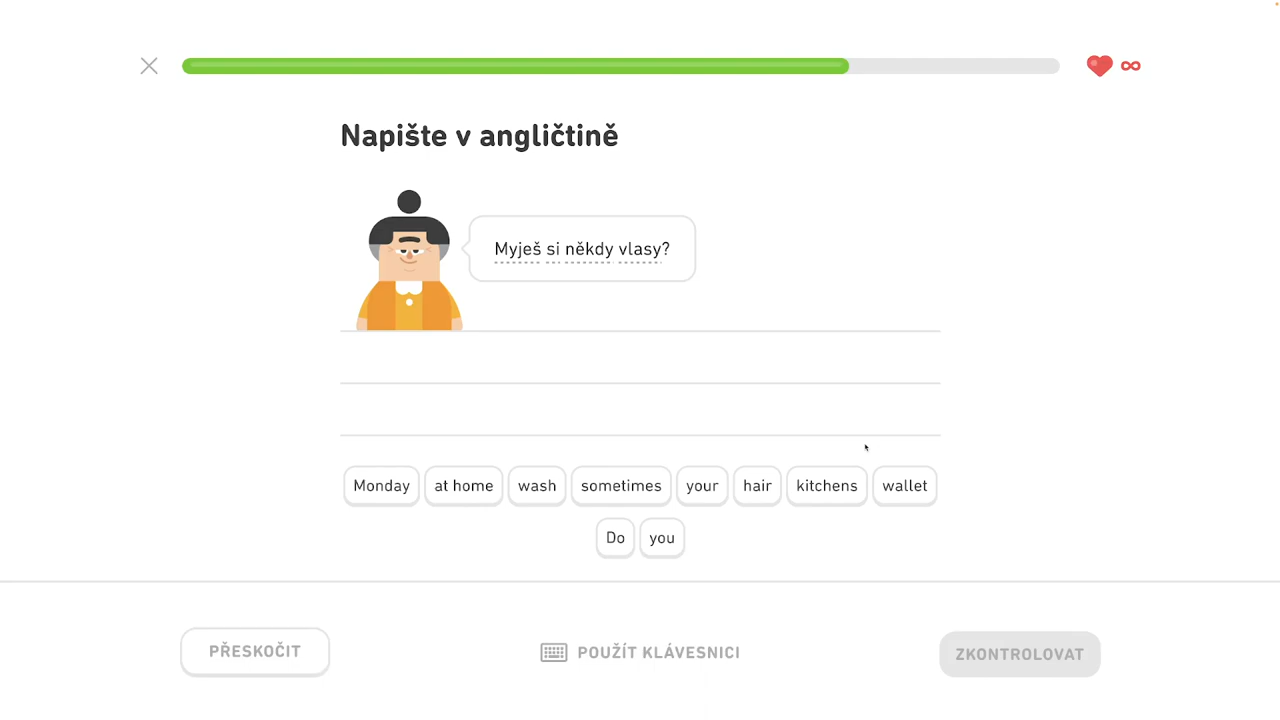 Napište v angličtině
Myješ si někdy vlasy?
Monday at home wash sometimes your hair kitchens wallet
Do you
PŘESKOČIT
POUŽÍT KLÁVESNICI
ZKONTROLOVAT